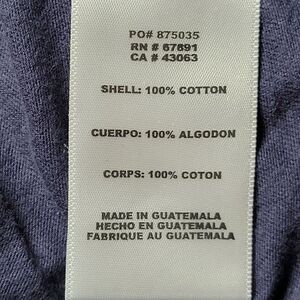 PO# 875035
RN # 67891
CA # 43063
SHELL: 100% COTTON
CUERPO: 100% ALGODON
CORPS: 100% COTON
MADE IN GUATEMALA
HECHO EN GUATEMALA
FABRIQUE AU GUATEMALA